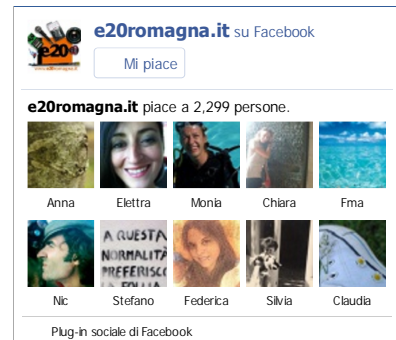 e20romagna.it su Facebook
e20
Mi piace
e20romagna.it piace a 2,299 persone.
Anna Elettra Monia Chiara Fma
A QUESTA
NORMALITÀ
PREFERISCO
LA FOLLIA
Nic Stefano Federica Silvia Claudia
Plug-in sociale di Facebook